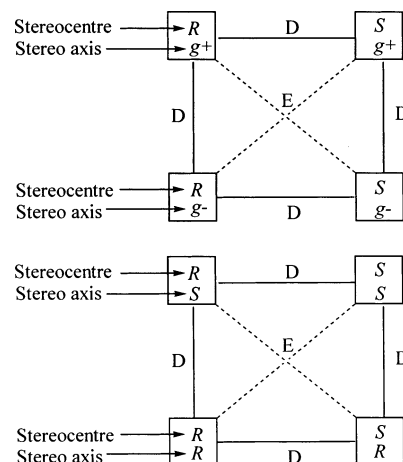 Stereocentre R D S
Stereo axis g+ g+
E
D D
Stereocentre R S
Stereo axis g- D g-
Stereocentre R D S
Stereo axis S S
E
D D
Stereocentre R S
Stereo axis R D R